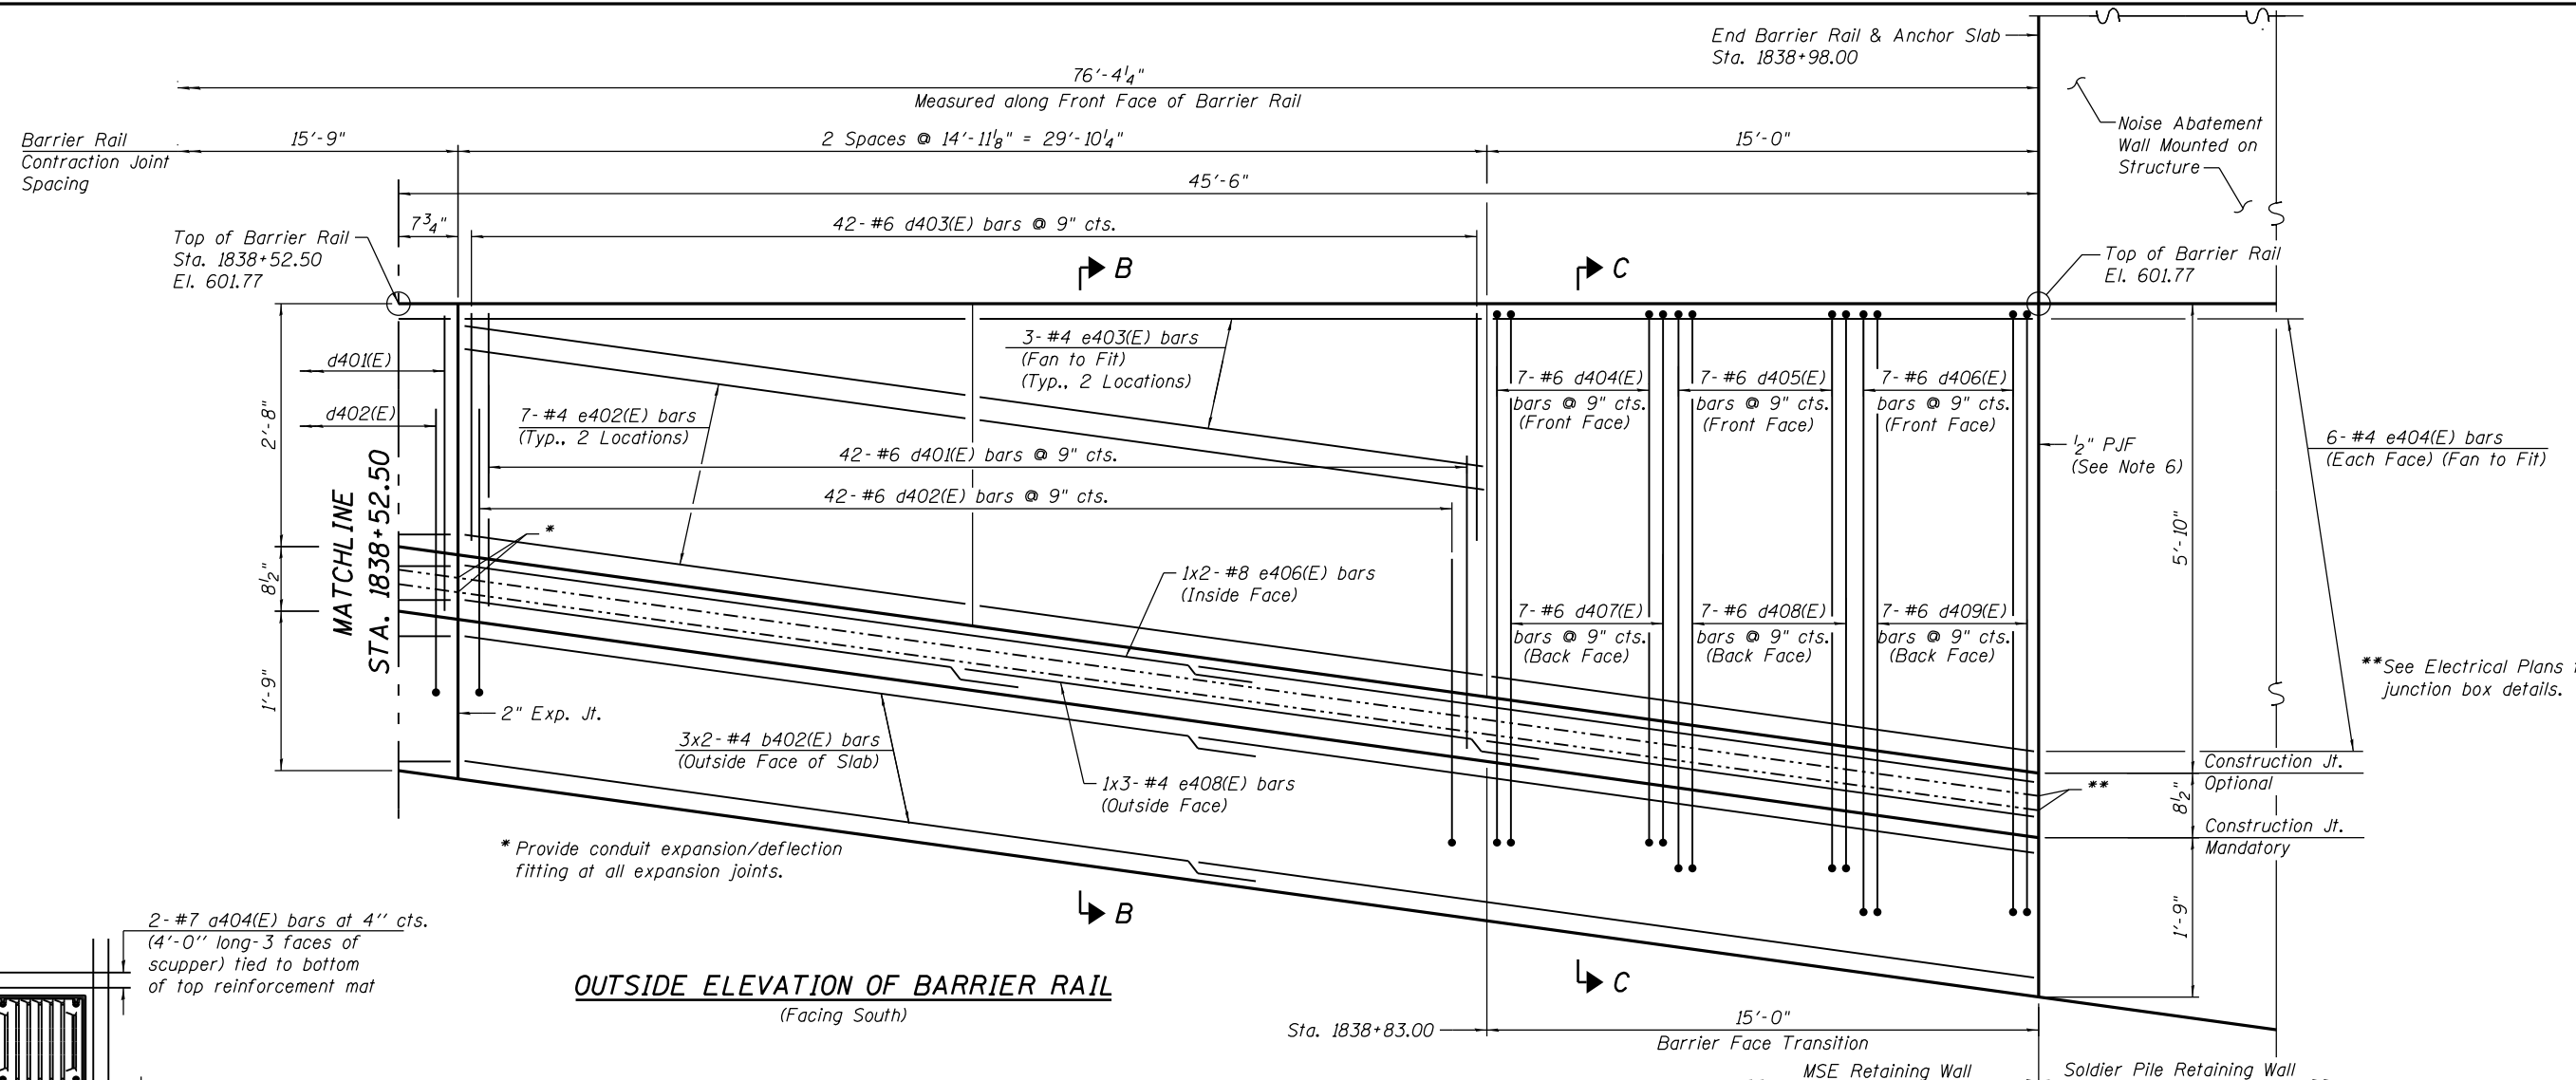 End Barrier Rail & Anchor Slab
Sta. 1838+98.00
76'-4 1/4"
Measured along Front Face of Barrier Rail
Barrier Rail
Contraction Joint
Spacing
15'-9"
2 Spaces @ 14'-11 1/8" = 29'-10 1/4"
15'-0"
Noise Abatement
Wall Mounted on
Structure
45'-6"
7 3/4"
42-#6 d403(E) bars @ 9" cts.
Top of Barrier Rail
Sta. 1838+52.50
El. 601.77
B
C
Top of Barrier Rail
El. 601.77
d401(E)
d402(E)
2'-8"
8 1/2"
1'-9"
MATCHLINE
STA. 1838+52.50
3-#4 e403(E) bars
(Fan to Fit)
(Typ., 2 Locations)
7-#4 e402(E) bars
(Typ., 2 Locations)
42-#6 d401(E) bars @ 9" cts.
42-#6 d402(E) bars @ 9" cts.
*
7-#6 d404(E)
bars @ 9" cts.
(Front Face)
7-#6 d405(E)
bars @ 9" cts.
(Front Face)
7-#6 d406(E)
bars @ 9" cts.
(Front Face)
1/2" PJF
(See Note 6)
6-#4 e404(E) bars
(Each Face) (Fan to Fit)
5'-10"
1x2-#8 e406(E) bars
(Inside Face)
7-#6 d407(E)
bars @ 9" cts.
(Back Face)
7-#6 d408(E)
bars @ 9" cts.
(Back Face)
7-#6 d409(E)
bars @ 9" cts.
(Back Face)
**See Electrical Plans
junction box details.
2" Exp. Jt.
3x2-#4 b402(E) bars
(Outside Face of Slab)
1x3-#4 e408(E) bars
(Outside Face)
**
Construction Jt.
Optional
8 1/2"
Construction Jt.
Mandatory
1'-9"
* Provide conduit expansion/deflection
fitting at all expansion joints.
B
C
2-#7 a404(E) bars at 4'' cts.
(4'-0'' long-3 faces of
scupper) tied to bottom
of top reinforcement mat
OUTSIDE ELEVATION OF BARRIER RAIL
(Facing South)
Sta. 1838+83.00
15'-0"
Barrier Face Transition
MSE Retaining Wall
Soldier Pile Retaining Wall